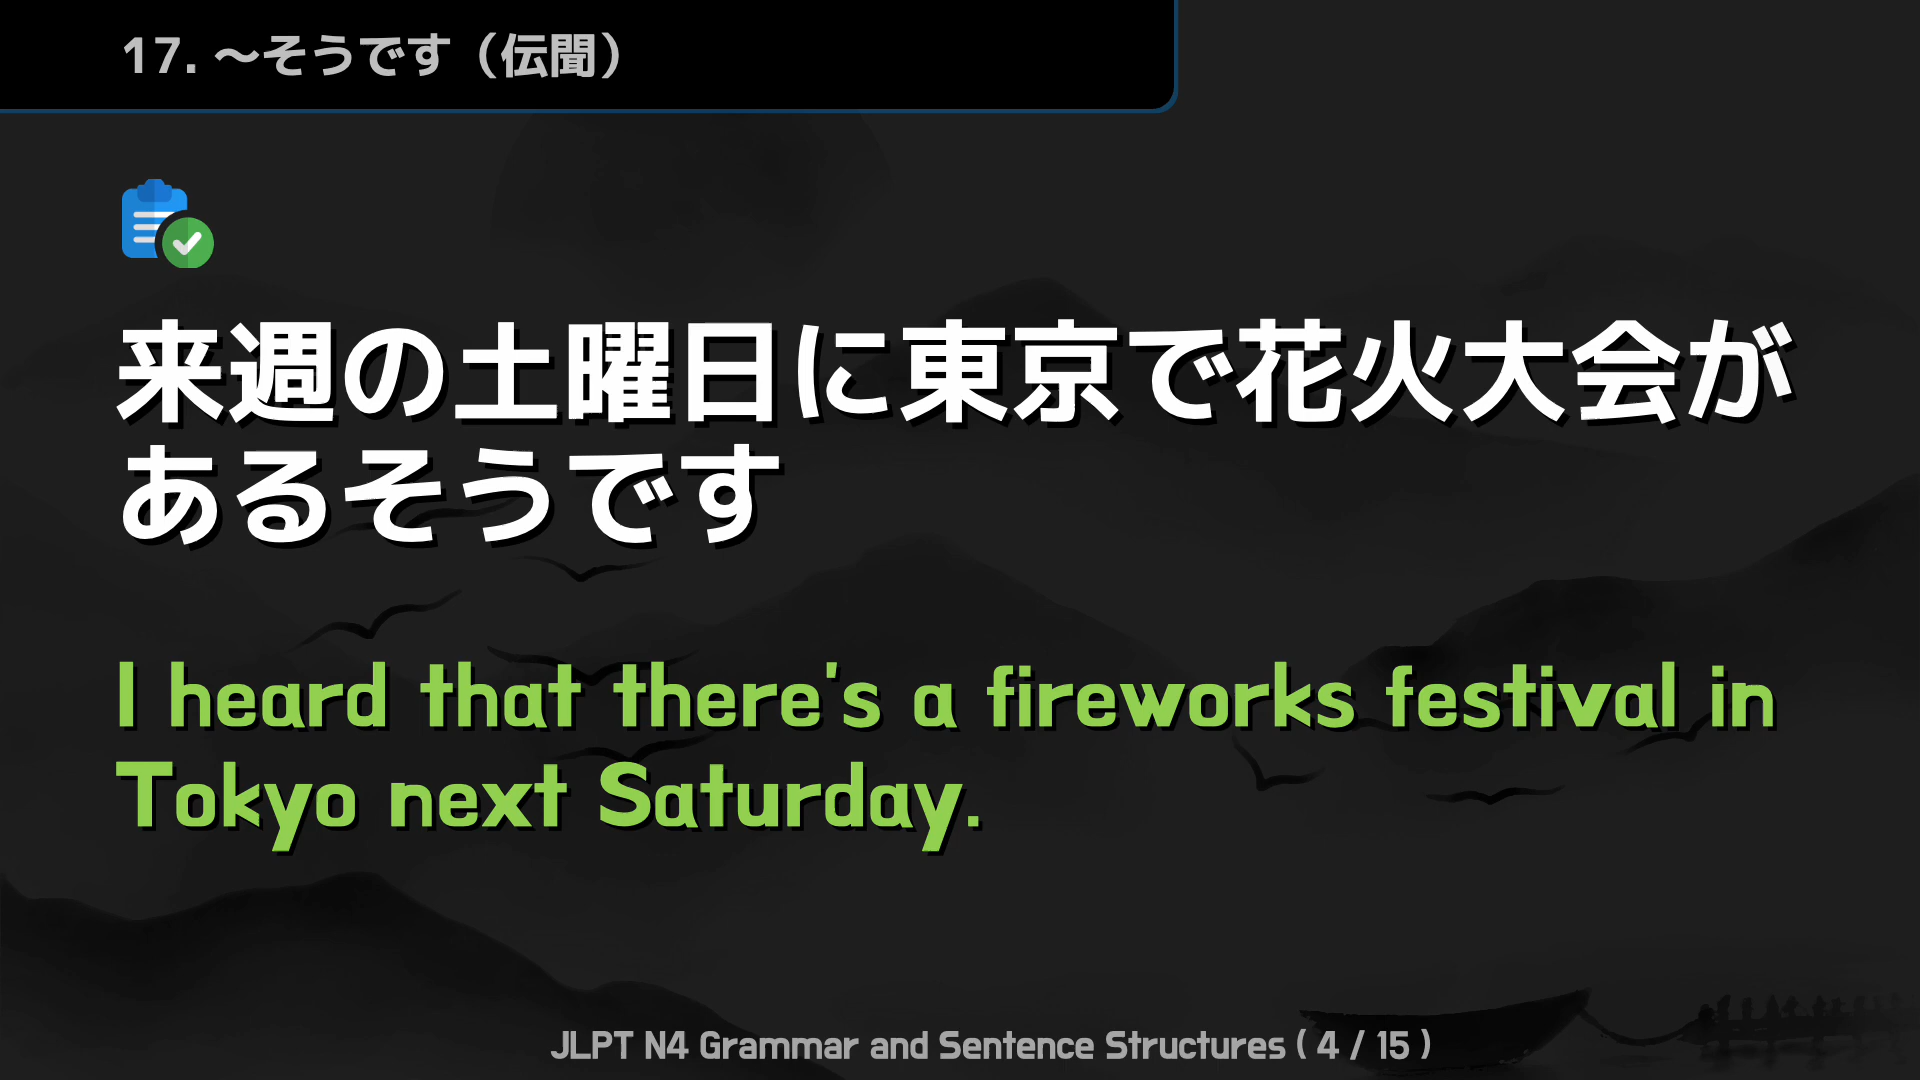 17. ～そうです（伝聞）
来週の土曜日に東京で花火大会が
あるそうです
I heard that there's a fireworks festival in
Tokyo next Saturday.
JLPT N4 Grammar and Sentence Structures ( 4 / 15 )